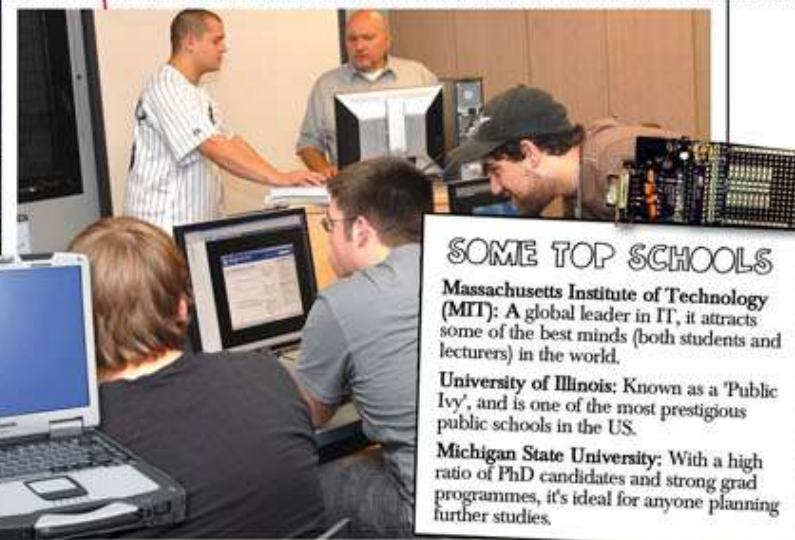 SOME TOP SCHOOLS
Massachusetts Institute of Technology
(MIT): A global leader in IT, it attracts
some of the best minds (both students and
lecturers) in the world.
University of Illinois: Known as a 'Public
Ivy', and is one of the most prestigious
public schools in the US.
Michigan State University: With a high
ratio of PhD candidates and strong grad
programmes, it's ideal for anyone planning
further studies.